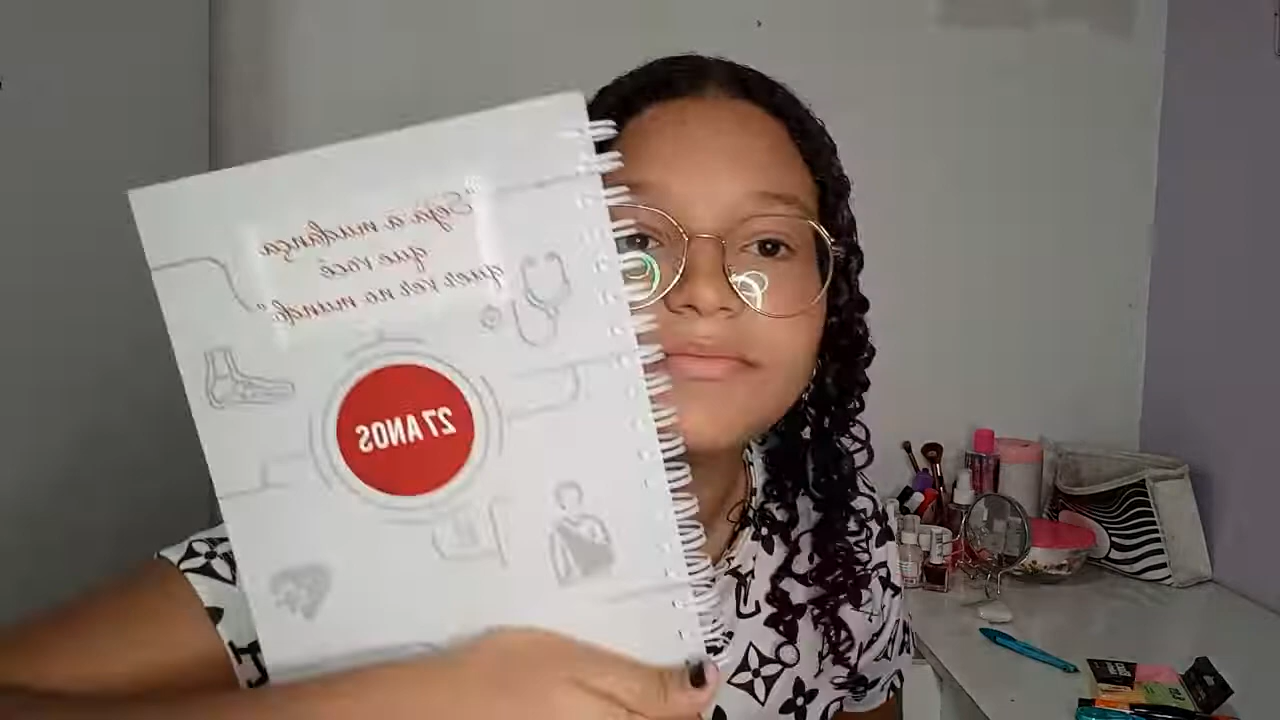 "Seja a mudança
que você
quer ver no mundo"
27 ANOS